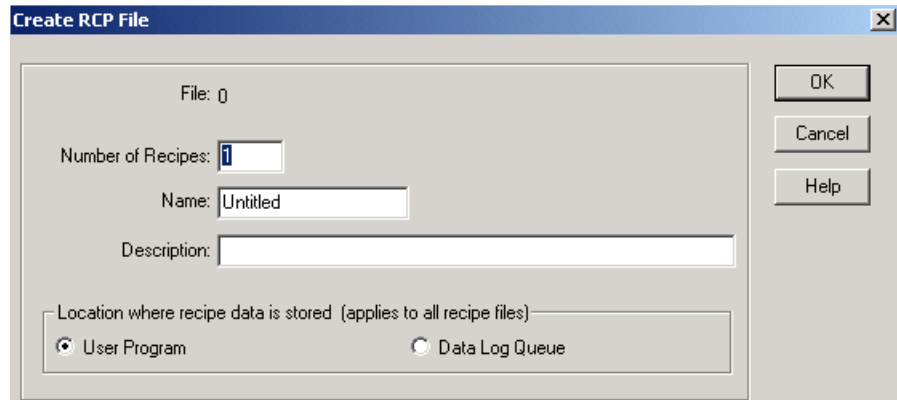 Create RCP File
File: 0
OK
Number of Recipes: 1
Cancel
Name: Untitled
Help
Description:
Location where recipe data is stored (applies to all recipe files)
User Program
Data Log Queue